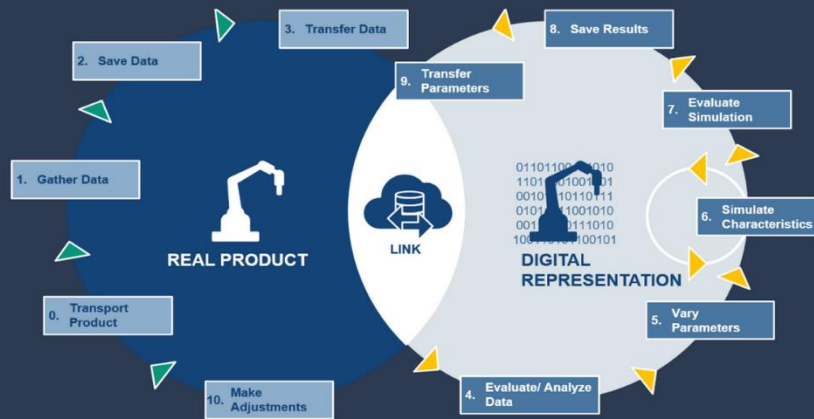 3. Transfer Data
8. Save Results
2. Save Data
9. Transfer
Parameters
7. Evaluate
Simulation
1. Gather Data
REAL PRODUCT
LINK
DIGITAL
REPRESENTATION
6. Simulate
Characteristics
0. Transport
Product
5. Vary
Parameters
10. Make
Adjustments
4. Evaluate/ Analyze
Data